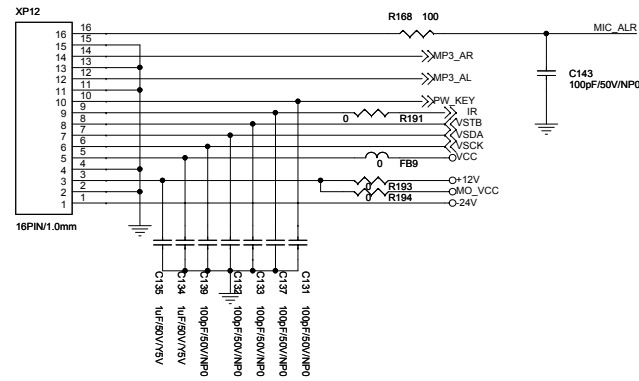 XP12
16
15
14
13
12
11
10
9
8
7
6
5
4
3
2
1
16
15
14
13
12
11
10
9
8
7
6
5
4
3
2
1
16PIN/1.0mm
R168 100
MIC_ALR
C143
100pF/50V/NP0
MP3_AR
MP3_AL
PW_KEY
IR
0 R191
VSTB
VSDA
VSCK
VCC
0 FB9
+12V
0 R193
MO_VCC
0 R194
-24V
C135 1uF/50V/Y5V
C134 1uF/50V/Y5V
C139 100pF/50V/NP0
C132 100pF/50V/NP0
C133 100pF/50V/NP0
C137 100pF/50V/NP0
C131 100pF/50V/NP0